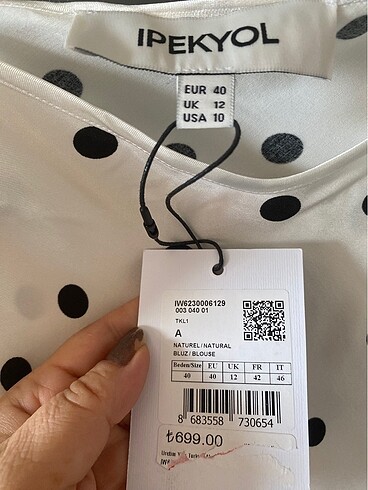 IPEKYOL
EUR 40
UK 12
USA 10
IW6230006129
003 040 01
TKL1
A
NATUREL/NATURAL
BLUZ/BLOUSE
Beden/Size EU UK FR IT
40 40 12 42 46
8 683558 730654
₺699.00